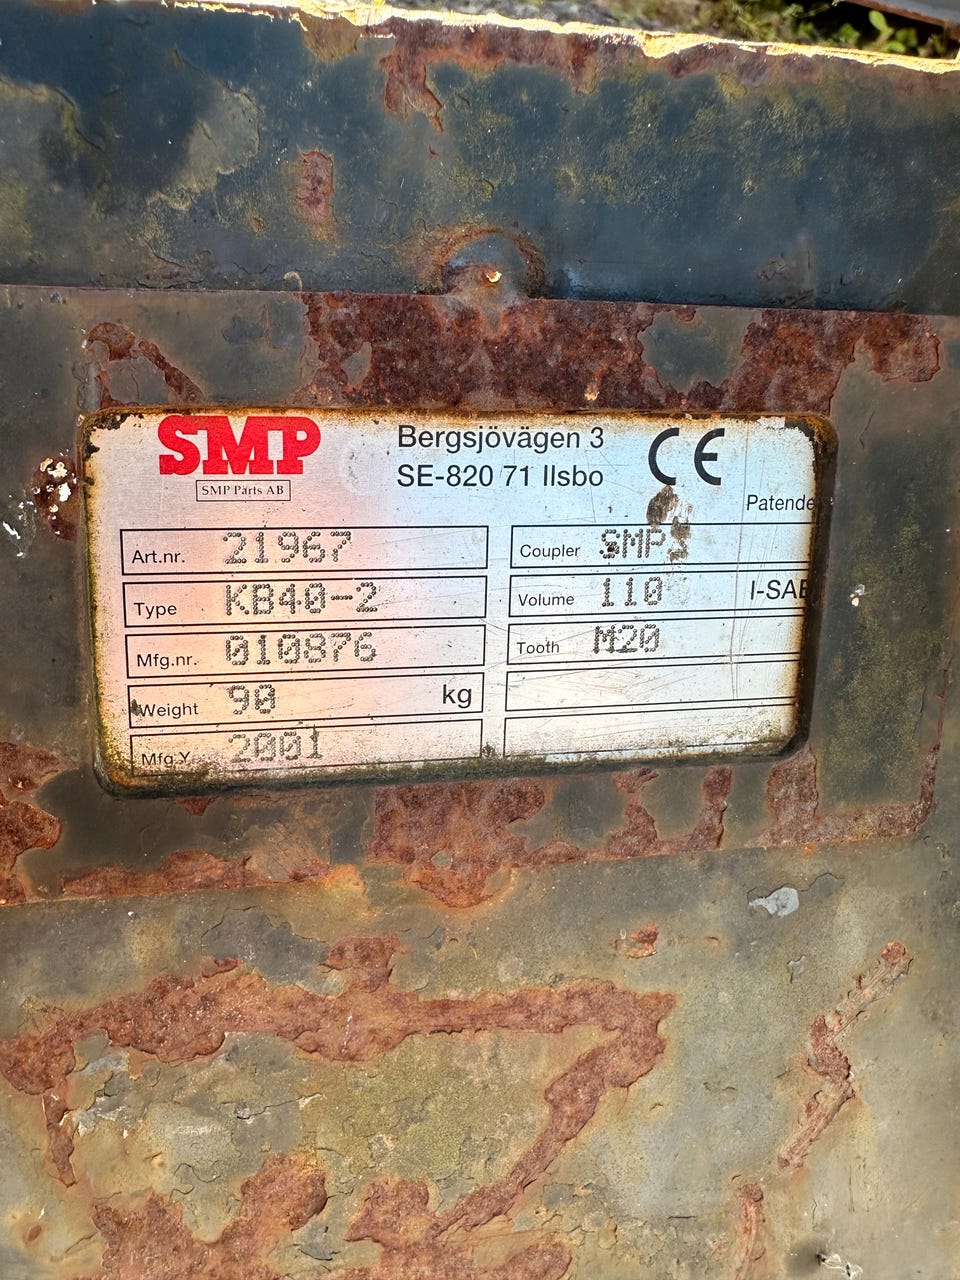 SMP
SMP Parts AB
Bergsjövägen 3
SE-820 71 Ilsbo
CE
Patende
Art.nr. 21967
Coupler SMP
Type KB40-2
Volume 110 I-SAE
Mfg.nr. 010876
Tooth M20
Weight 90 kg
Mfg.Y 2001